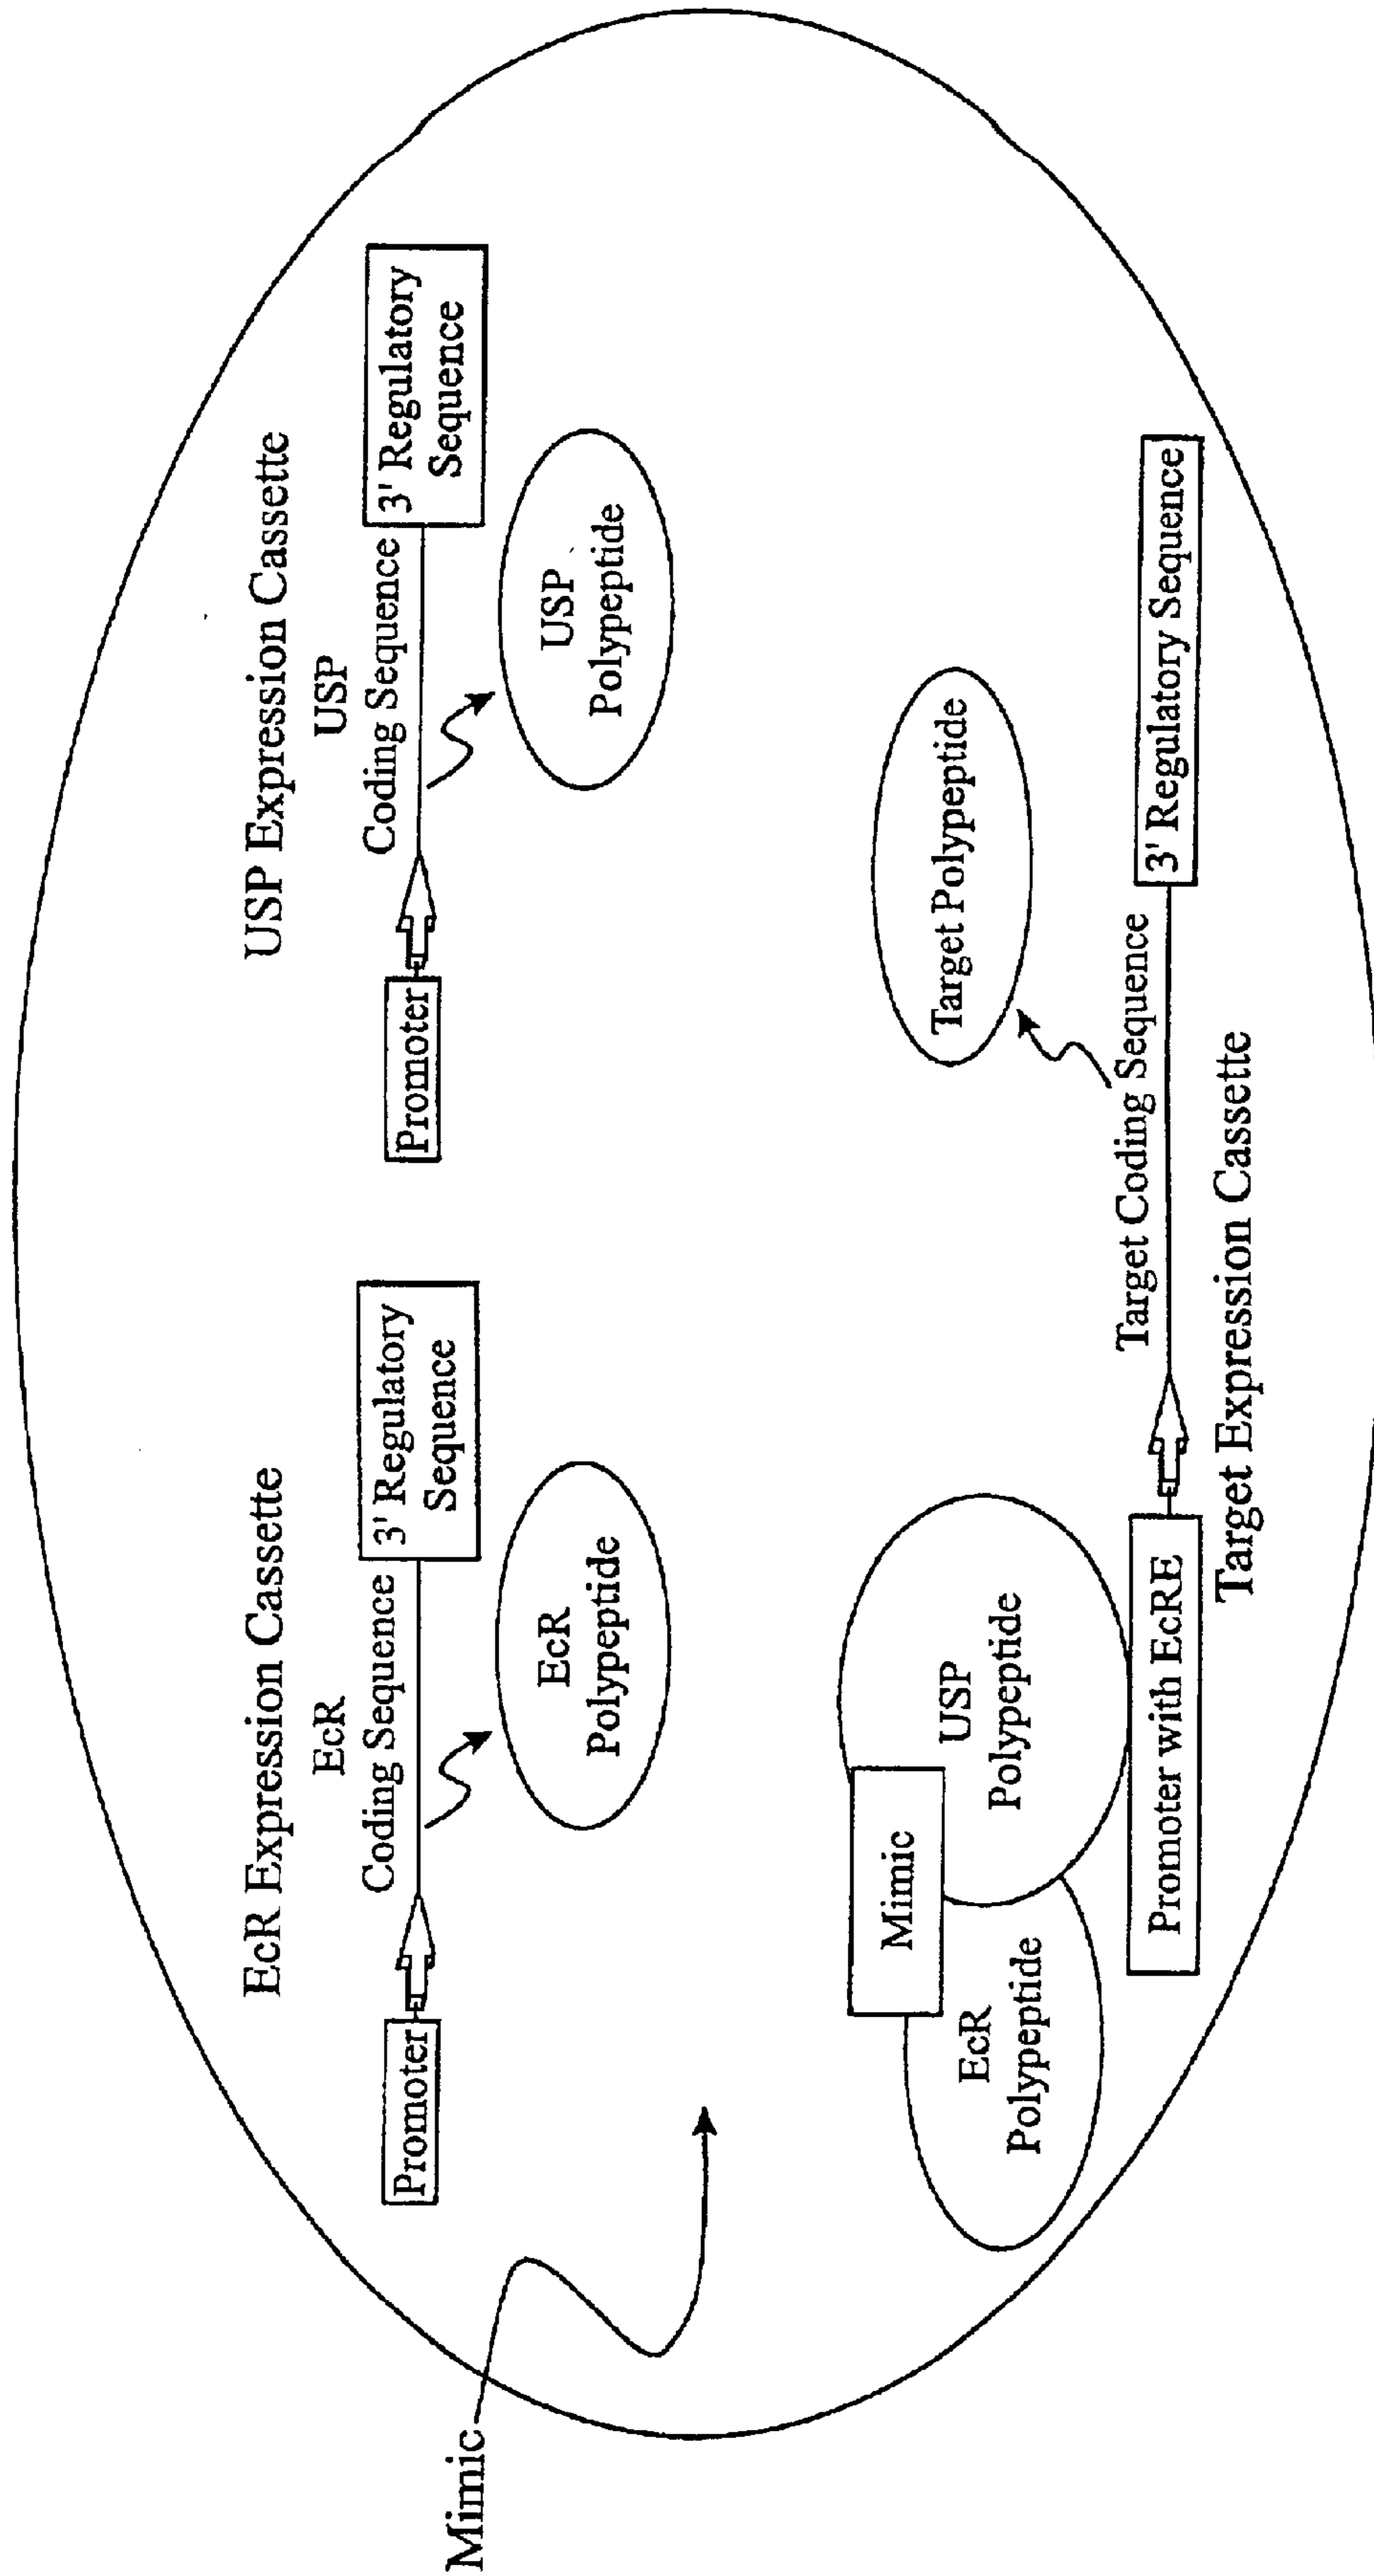 Mimic
EcR Expression Cassette
EcR
Coding Sequence
Promoter
3' Regulatory
Sequence
EcR
Polypeptide
USP Expression Cassette
USP
Coding Sequence
Promoter
3' Regulatory
Sequence
USP
Polypeptide
Mimic
EcR
Polypeptide
USP
Polypeptide
Promoter with EcRE
Target Coding Sequence
3' Regulatory Sequence
Target Polypeptide
Target Expression Cassette